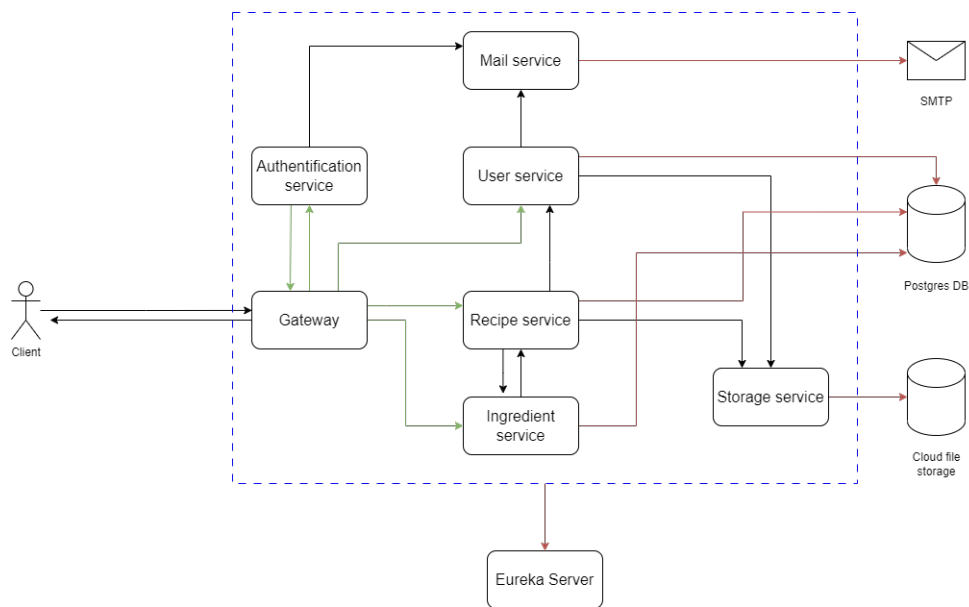 Mail service
SMTP
Authentification
service
User service
Postgres DB
Client
Gateway
Recipe service
Storage service
Ingredient
service
Cloud file
storage
Eureka Server